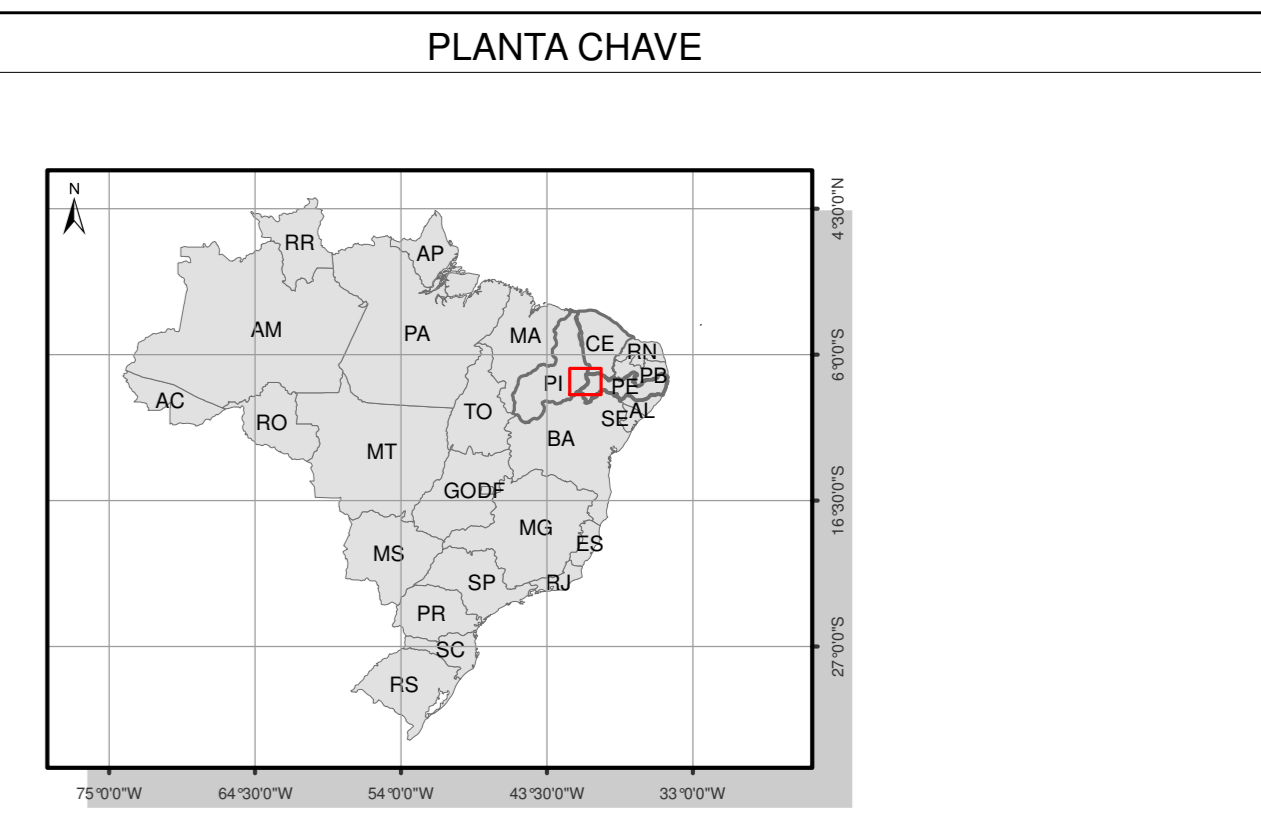 PLANTA CHAVE
N
4°30'0"N
RR
AP
AM
PA
MA
CE
RN
6°0'0"S
PI
PB
PE
AC
RO
TO
AL
SE
MT
BA
GO
DF
16°30'0"S
MG
MS
ES
SP
RJ
PR
SC
27°0'0"S
RS
75°0'0"W
64°30'0"W
54°0'0"W
43°30'0"W
33°0'0"W